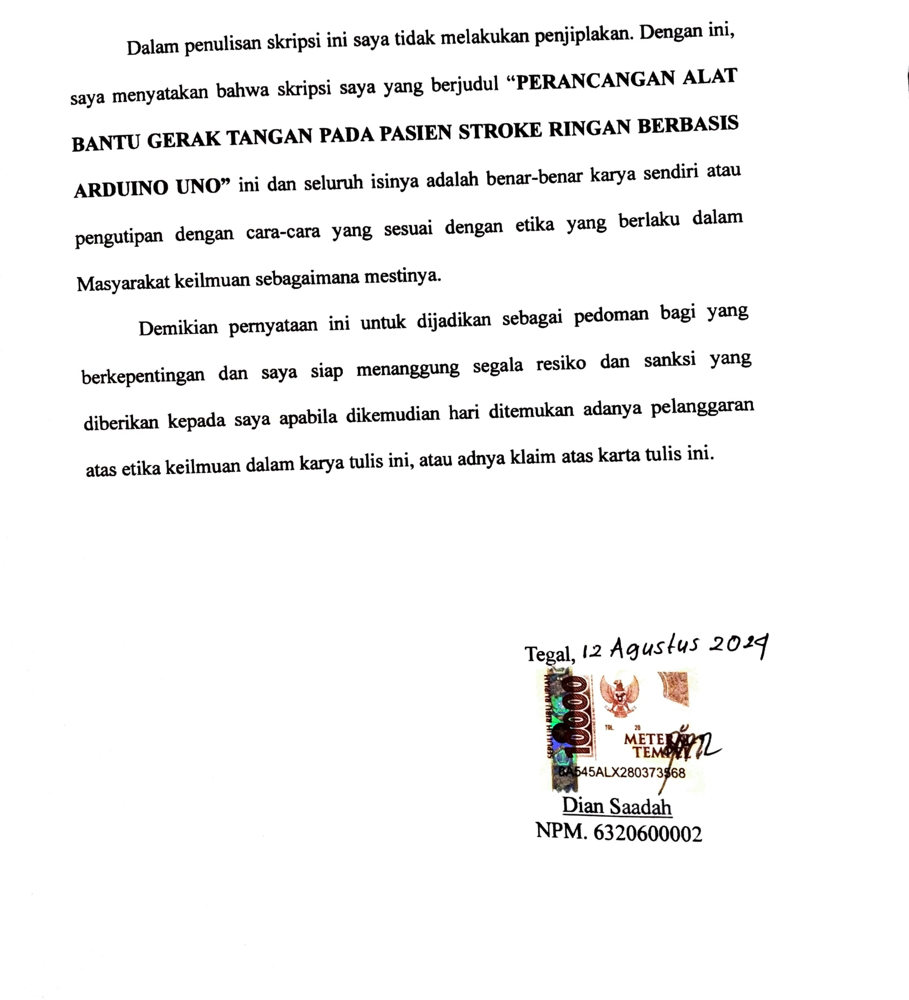 Dalam penulisan skripsi ini saya tidak melakukan penjiplakan. Dengan ini,
saya menyatakan bahwa skripsi saya yang berjudul “PERANCANGAN ALAT
BANTU GERAK TANGAN PADA PASIEN STROKE RINGAN BERBASIS
ARDUINO UNO” ini dan seluruh isinya adalah benar-benar karya sendiri atau
pengutipan dengan cara-cara yang sesuai dengan etika yang berlaku dalam
Masyarakat keilmuan sebagaimana mestinya.
Demikian pernyataan ini untuk dijadikan sebagai pedoman bagi yang
berkepentingan dan saya siap menanggung segala resiko dan sanksi yang
diberikan kepada saya apabila dikemudian hari ditemukan adanya pelanggaran
atas etika keilmuan dalam karya tulis ini, atau adnya klaim atas karta tulis ini.
Tegal, 12 Agustus 2024
SEPULUH RIBU RUPIAH
10000
TGL. 20
METERAI
TEMPEL
8A545ALX280373568
Dian Saadah
NPM. 6320600002